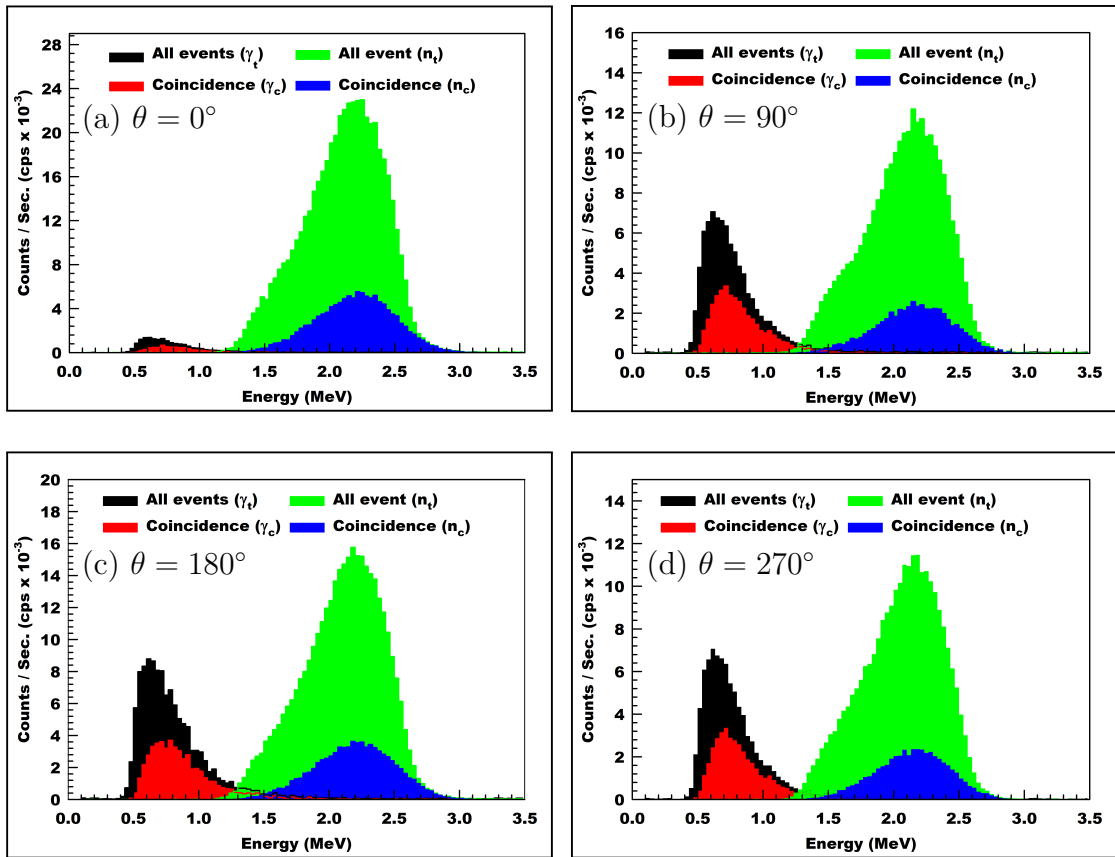 28
24
20
16
12
8
4
0
Counts / Sec. (cps x 10⁻³)
All events (γₜ) All event (nₜ)
Coincidence (γ_c) Coincidence (n_c)
(a) θ = 0°
0.0 0.5 1.0 1.5 2.0 2.5 3.0 3.5
Energy (MeV)
16
14
12
10
8
6
4
2
0
Counts / Sec. (cps x 10⁻³)
All events (γₜ) All event (nₜ)
Coincidence (γ_c) Coincidence (n_c)
(b) θ = 90°
0.0 0.5 1.0 1.5 2.0 2.5 3.0 3.5
Energy (MeV)
20
18
16
14
12
10
8
6
4
2
0
Counts / Sec. (cps x 10⁻³)
All events (γₜ) All event (nₜ)
Coincidence (γ_c) Coincidence (n_c)
(c) θ = 180°
0.0 0.5 1.0 1.5 2.0 2.5 3.0 3.5
Energy (MeV)
14
12
10
8
6
4
2
0
Counts / Sec. (cps x 10⁻³)
All events (γₜ) All event (nₜ)
Coincidence (γ_c) Coincidence (n_c)
(d) θ = 270°
0.0 0.5 1.0 1.5 2.0 2.5 3.0 3.5
Energy (MeV)